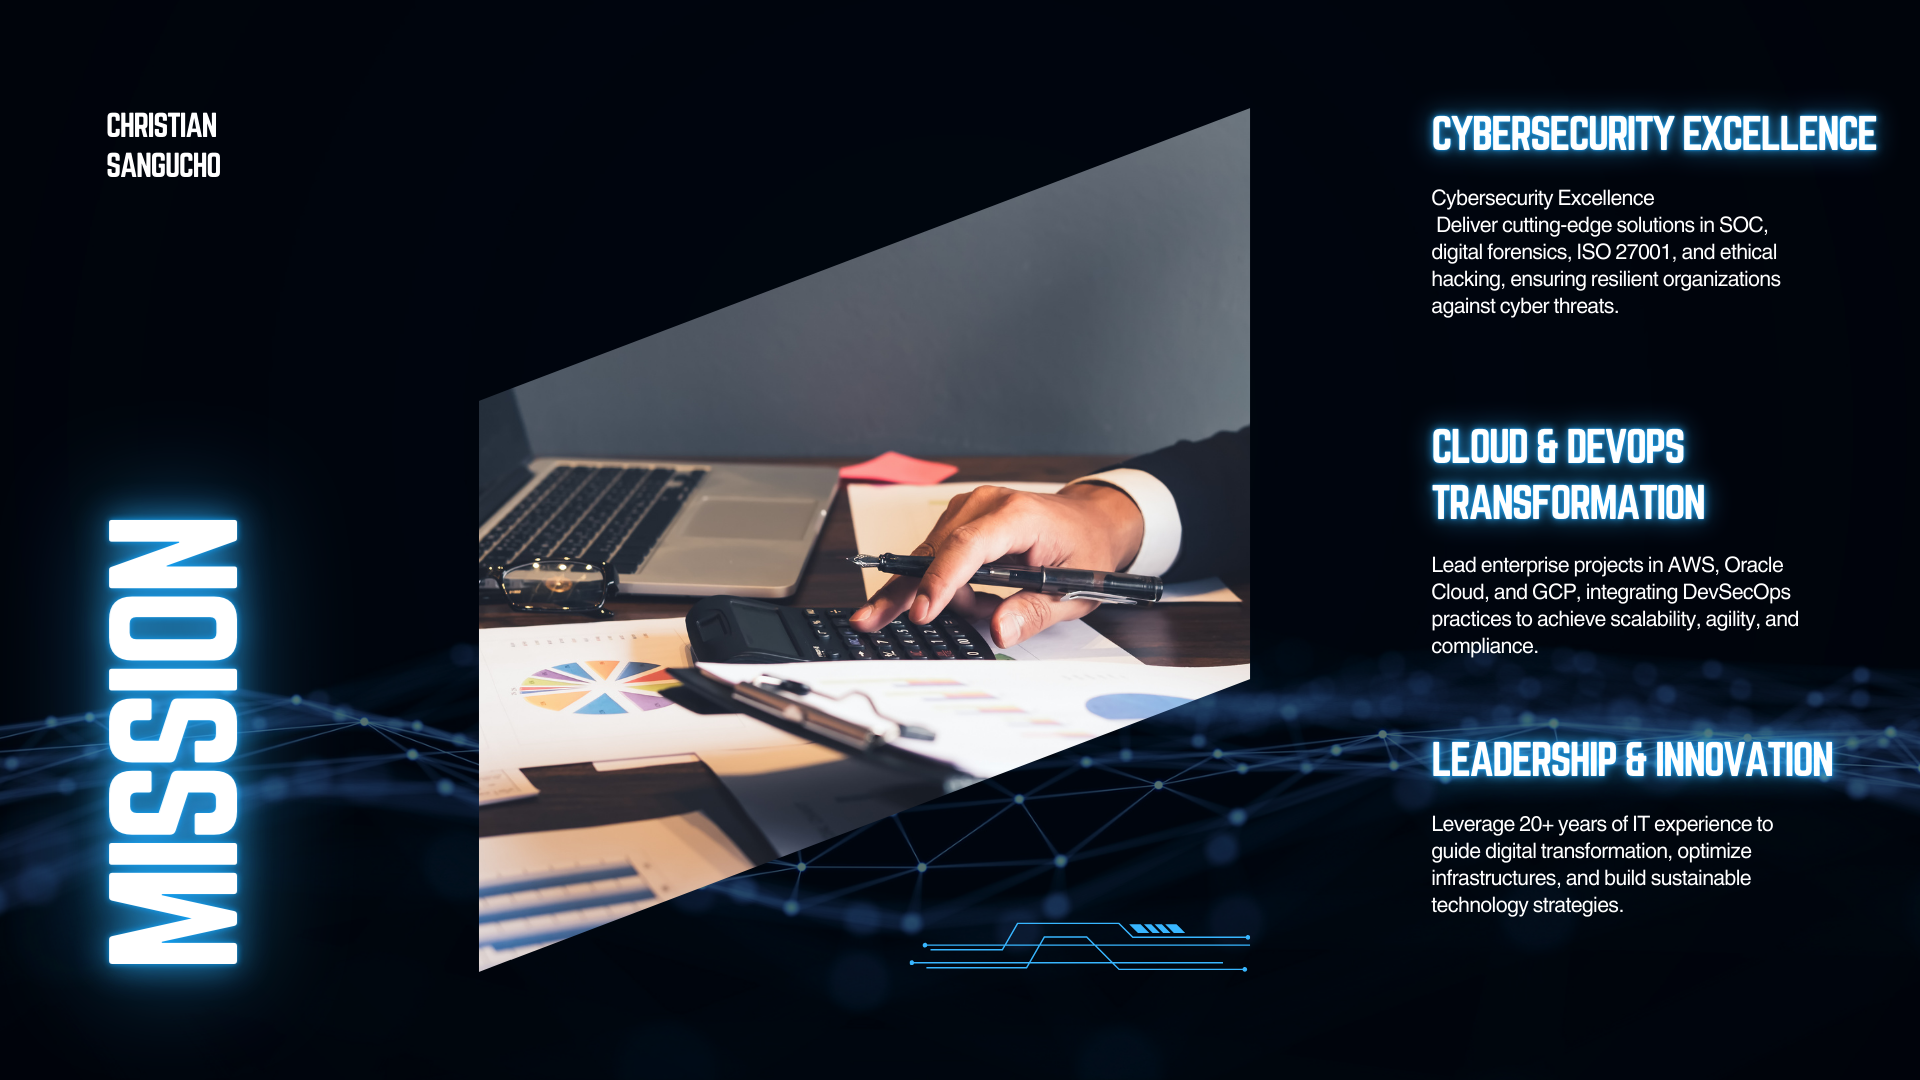 CHRISTIAN
SANGUCHO
MISSION
CYBERSECURITY EXCELLENCE
Cybersecurity Excellence
Deliver cutting-edge solutions in SOC,
digital forensics, ISO 27001, and ethical
hacking, ensuring resilient organizations
against cyber threats.
CLOUD & DEVOPS
TRANSFORMATION
Lead enterprise projects in AWS, Oracle
Cloud, and GCP, integrating DevSecOps
practices to achieve scalability, agility, and
compliance.
LEADERSHIP & INNOVATION
Leverage 20+ years of IT experience to
guide digital transformation, optimize
infrastructures, and build sustainable
technology strategies.